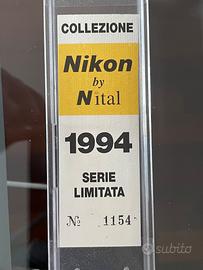 COLLEZIONE
Nikon
by
Nital
1994
SERIE
LIMITATA
№ 1154
subito